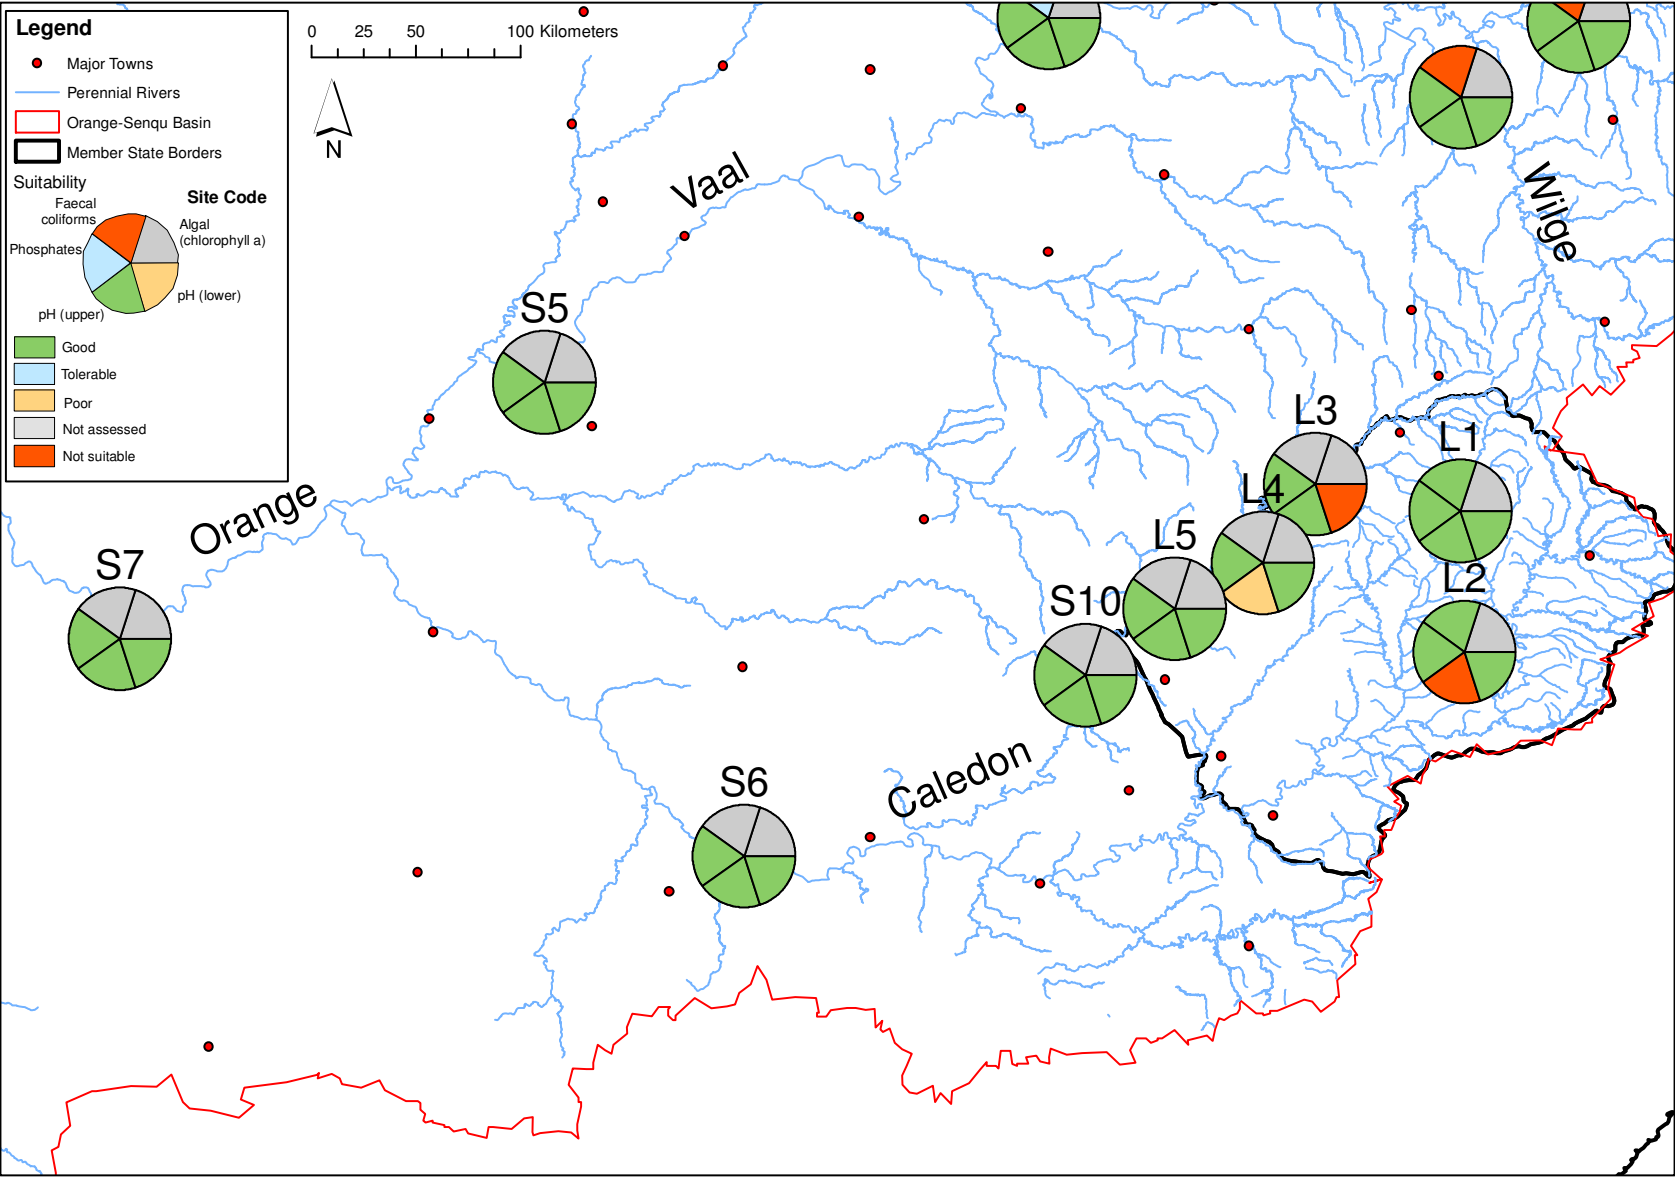 Legend
Major Towns
Perennial Rivers
Orange-Senqu Basin
Member State Borders
Suitability
Site Code
Faecal
coliforms
Algal
(chlorophyll a)
Phosphates
pH (lower)
pH (upper)
Good
Tolerable
Poor
Not assessed
Not suitable
0 25 50 100 Kilometers
N
Vaal
Wilge
S5
L3
L1
L4
Orange
L5
S7
L2
S10
Caledon
S6